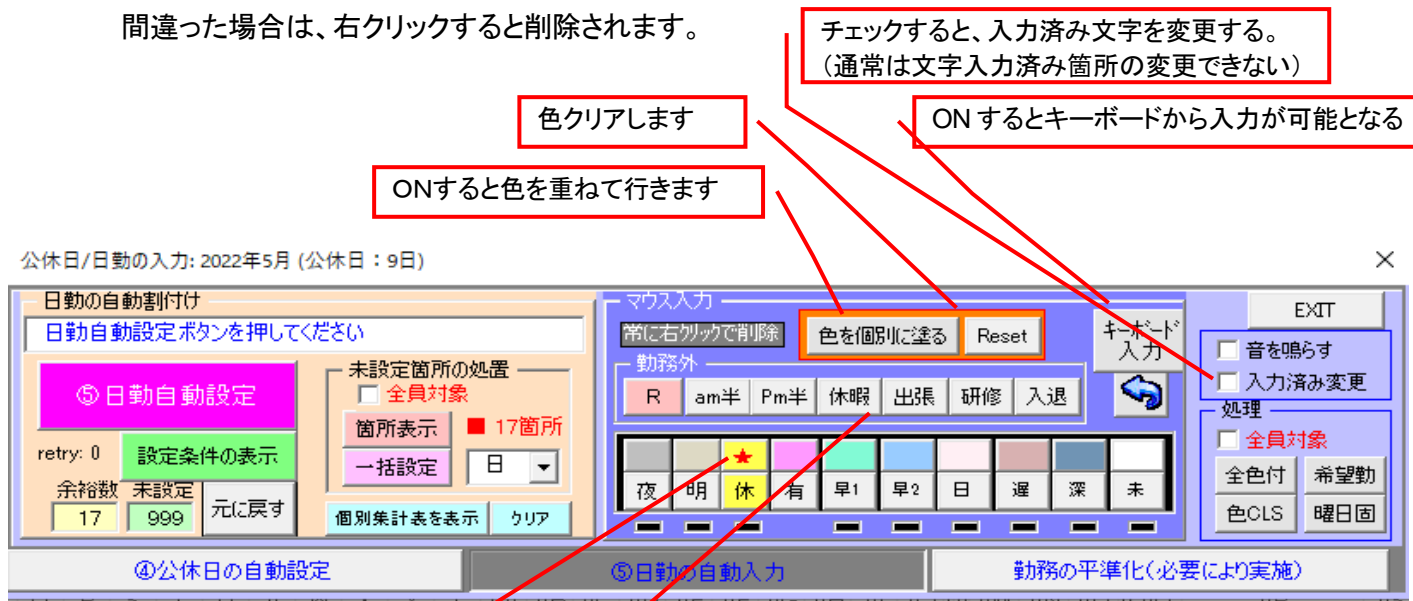 間違った場合は、右クリックすると削除されます。
チェックすると、入力済み文字を変更する。
（通常は文字入力済み箇所の変更できない）
色クリアします
ON するとキーボードから入力が可能となる
ONすると色を重ねて行きます
公休日/日勤の入力: 2022年5月 (公休日：9日)
日勤の自動割付け
日勤自動設定ボタンを押してください
⑤日勤自動設定
未設定箇所の処置
全員対象
箇所表示
■ 17箇所
retry: 0
設定条件の表示
一括設定
日
余裕数
未設定
17
999
元に戻す
個別集計表を表示
クリア
マウス入力
常に右クリックで削除
色を個別に塗る
Reset
キーボード
入力
勤務外
R am半 Pm半 休暇 出張 研修 入退
★
夜 明 休 有 早1 早2 日 遅 深 未
EXIT
音を鳴らす
入力済み変更
処理
全員対象
全色付 希望勤
色CLS 曜日固
④公休日の自動設定
⑤日勤の自動入力
勤務の平準化(必要により実施)